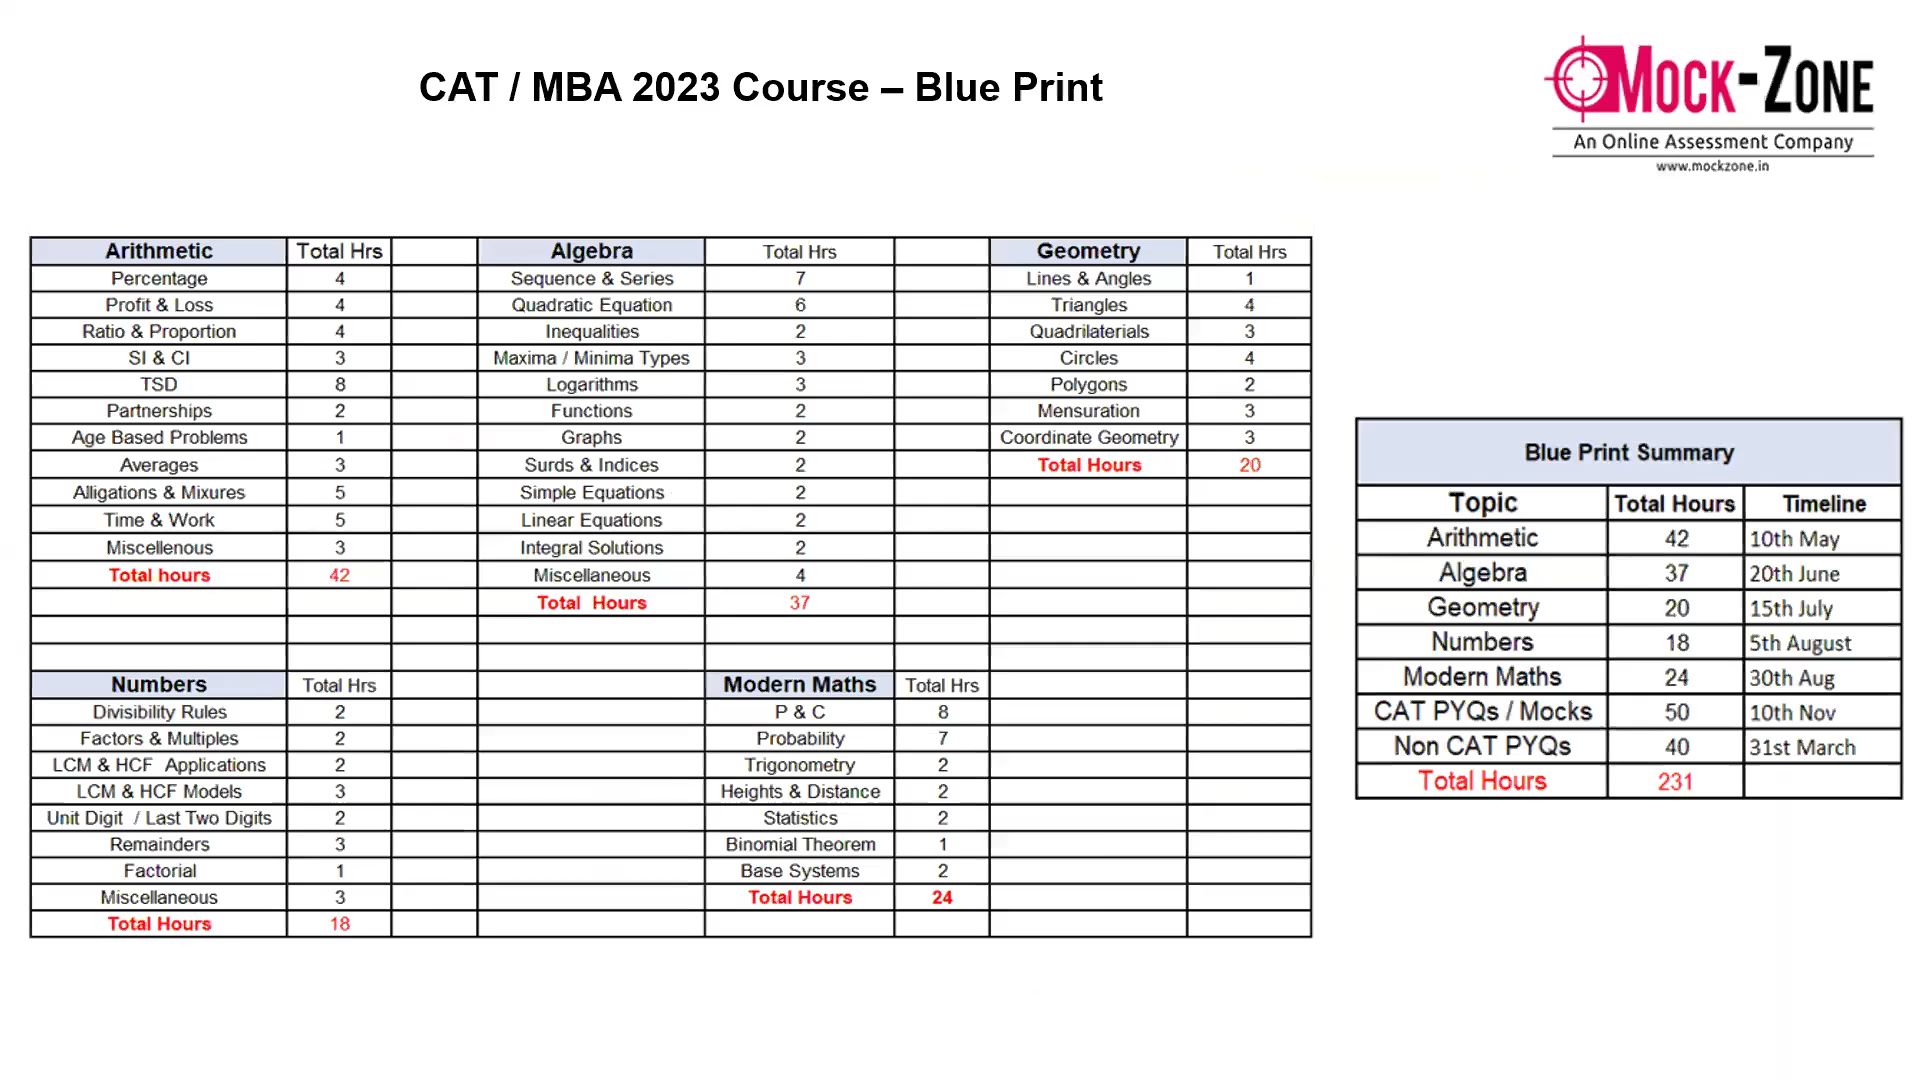 CAT / MBA 2023 Course – Blue Print
Mock-Zone
An Online Assessment Company
www.mockzone.in
Arithmetic Total Hrs Algebra Total Hrs Geometry Total Hrs
Percentage 4 Sequence & Series 7 Lines & Angles 1
Profit & Loss 4 Quadratic Equation 6 Triangles 4
Ratio & Proportion 4 Inequalities 2 Quadrilaterials 3
SI & CI 3 Maxima / Minima Types 3 Circles 4
TSD 8 Logarithms 3 Polygons 2
Partnerships 2 Functions 2 Mensuration 3
Age Based Problems 1 Graphs 2 Coordinate Geometry 3
Averages 3 Surds & Indices 2 Total Hours 20
Alligations & Mixures 5 Simple Equations 2
Time & Work 5 Linear Equations 2
Miscellenous 3 Integral Solutions 2
Total hours 42 Miscellaneous 4
Total Hours 37
Numbers Total Hrs Modern Maths Total Hrs
Divisibility Rules 2 P & C 8
Factors & Multiples 2 Probability 7
LCM & HCF Applications 2 Trigonometry 2
LCM & HCF Models 3 Heights & Distance 2
Unit Digit / Last Two Digits 2 Statistics 2
Remainders 3 Binomial Theorem 1
Factorial 1 Base Systems 2
Miscellaneous 3 Total Hours 24
Total Hours 18
Blue Print Summary
Topic Total Hours Timeline
Arithmetic 42 10th May
Algebra 37 20th June
Geometry 20 15th July
Numbers 18 5th August
Modern Maths 24 30th Aug
CAT PYQs / Mocks 50 10th Nov
Non CAT PYQs 40 31st March
Total Hours 231